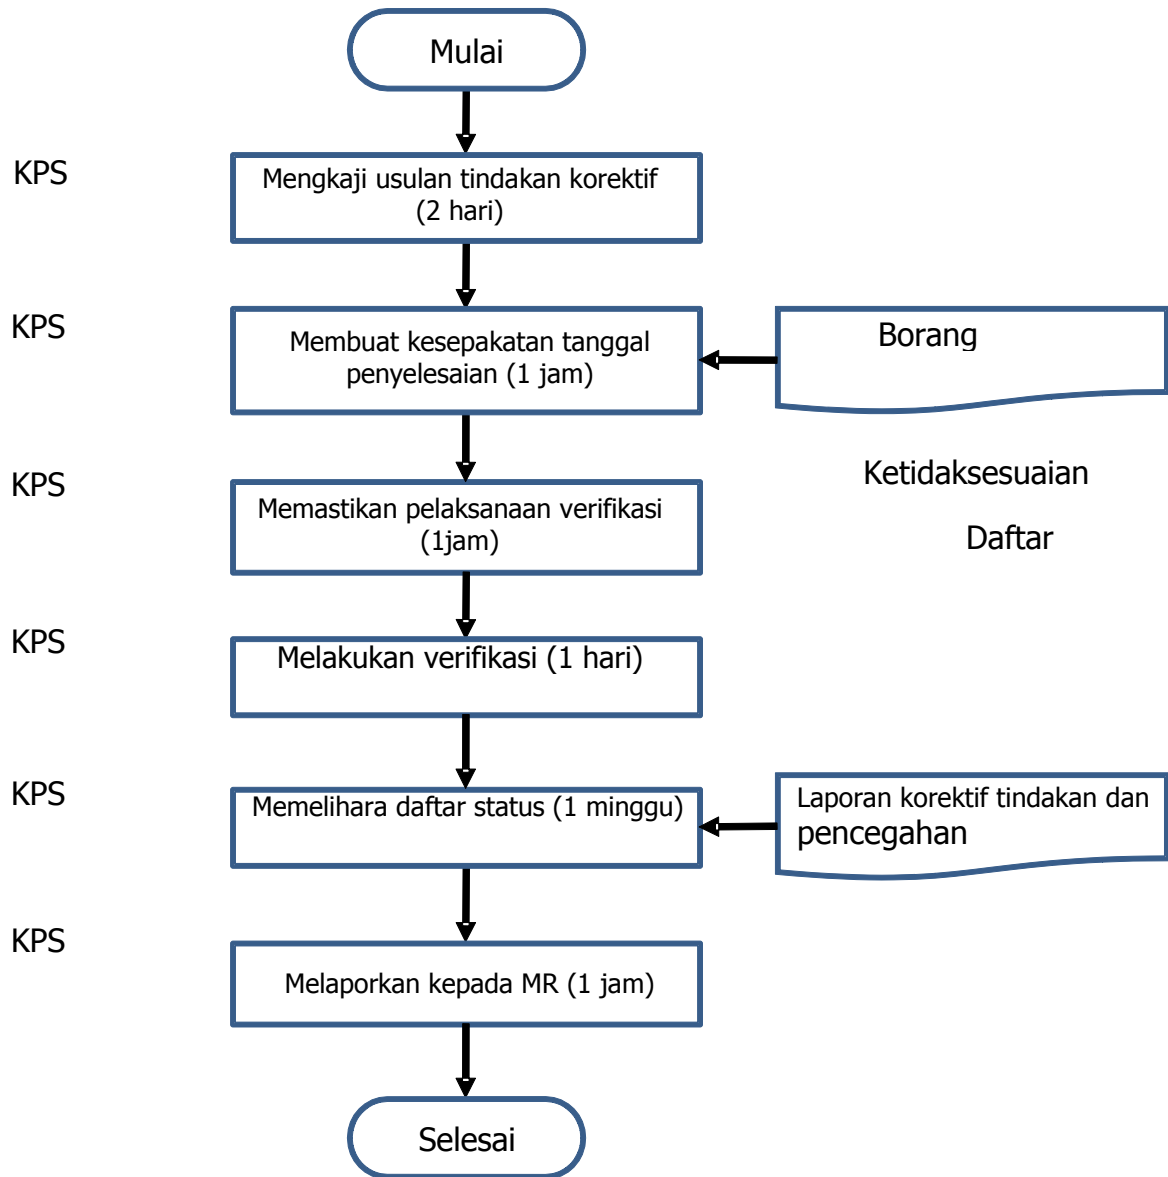 Mulai
KPS
Mengkaji usulan tindakan korektif
(2 hari)
KPS
Membuat kesepakatan tanggal
penyelesaian (1 jam)
Borang
KPS
Memastikan pelaksanaan verifikasi
(1jam)
Ketidaksesuaian
Daftar
KPS
Melakukan verifikasi (1 hari)
KPS
Memelihara daftar status (1 minggu)
Laporan korektif tindakan dan
pencegahan
KPS
Melaporkan kepada MR (1 jam)
Selesai